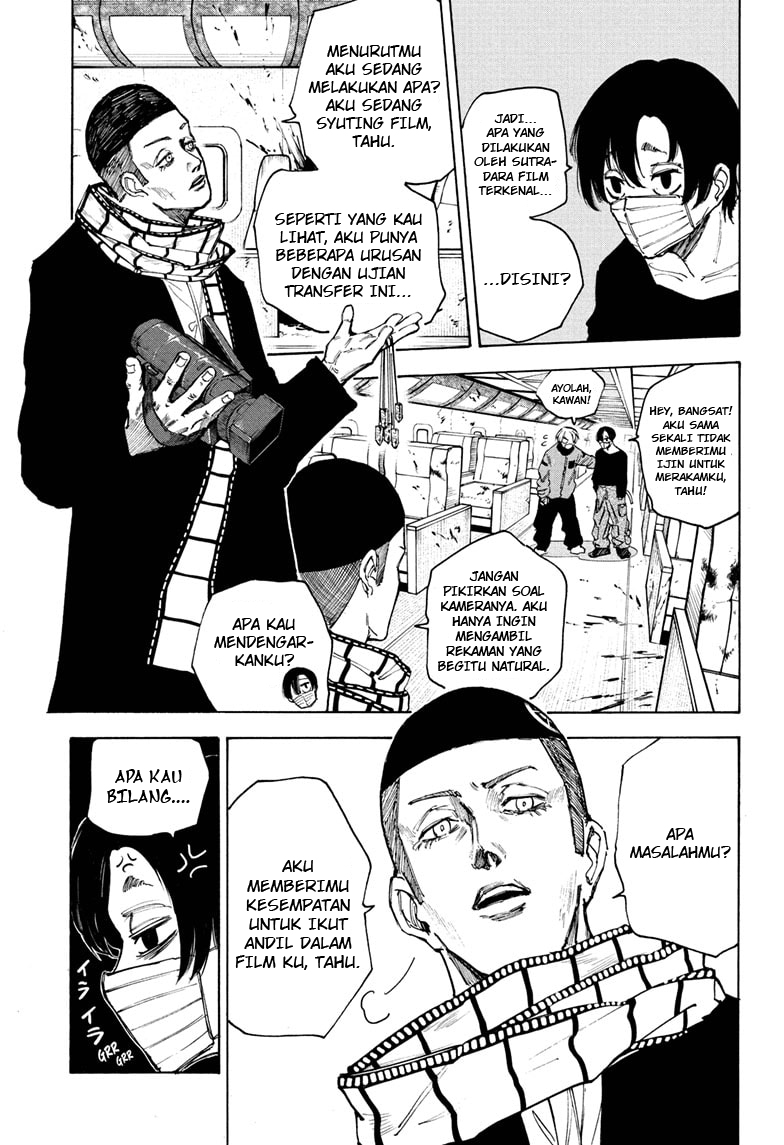 JADI...
APA YANG
DILAKUKAN
OLEH SUTRA-
DARA FILM
TERKENAL...
...DISINI?
MENURUTMU
AKU SEDANG
MELAKUKAN APA?
AKU SEDANG
SYUTING FILM,
TAHU.
SEPERTI YANG KAU
LIHAT, AKU PUNYA
BEBERAPA URUSAN
DENGAN UJIAN
TRANSFER INI...
HEY, BANGSAT!
AKU SAMA
SEKALI TIDAK
MEMBERIMU
IJIN UNTUK
MERAKAMKU,
TAHU!
AYOLAH,
KAWAN!
JANGAN
PIKIRKAN SOAL
KAMERANYA. AKU
HANYA INGIN
MENGAMBIL
REKAMAN YANG
BEGITU NATURAL.
APA KAU
MENDENGAR-
KANKU?
APA
MASALAHMU?
AKU
MEMBERIMU
KESEMPATAN
UNTUK IKUT
ANDIL DALAM
FILM KU, TAHU.
APA KAU
BILANG....
イライラ
GRR
GRR